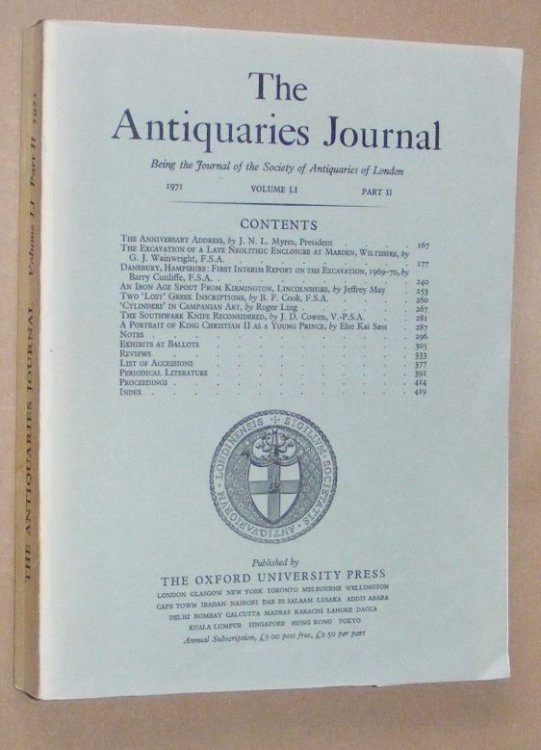 The
Antiquaries Journal
Being the Journal of the Society of Antiquaries of London
1971 VOLUME LI PART II
CONTENTS
THE ANNIVERSARY ADDRESS, by J. N. L. Myres, President . . 167
THE EXCAVATION OF A LATE NEOLITHIC ENCLOSURE AT MARDEN, WILTSHIRE, by
G. J. Wainwright, F.S.A. . . 177
DANEBURY, HAMPSHIRE: FIRST INTERIM REPORT ON THE EXCAVATION, 1969-70, by
Barry Cunliffe, F.S.A. . . 240
AN IRON AGE SPOUT FROM KIRMINGTON, LINCOLNSHIRE, by Jeffrey May . . 253
TWO 'LOST' GREEK INSCRIPTIONS, by B. F. Cook, F.S.A. . . 260
'CYLINDERS' IN CAMPANIAN ART, by Roger Ling . . 267
THE SOUTHWARK KNIFE RECONSIDERED, by J. D. Cowen, V.-P.S.A. . . 281
A PORTRAIT OF KING CHRISTIAN II AS A YOUNG PRINCE, by Else Kai Sass . . 287
NOTES . . 296
EXHIBITS AT BALLOTS . . 305
REVIEWS . . 333
LIST OF ACCESSIONS . . 377
PERIODICAL LITERATURE . . 391
PROCEEDINGS . . 414
INDEX . . 419
SIGILLUM SOCIETATIS ANTIQUARIORUM LONDINENSIS
Published by
THE OXFORD UNIVERSITY PRESS
LONDON GLASGOW NEW YORK TORONTO MELBOURNE WELLINGTON
CAPE TOWN IBADAN NAIROBI DAR ES SALAAM LUSAKA ADDIS ABABA
DELHI BOMBAY CALCUTTA MADRAS KARACHI LAHORE DACCA
KUALA LUMPUR SINGAPORE HONG KONG TOKYO
Annual Subscription, £5.00 post free, £2.50 per part
THE ANTIQUARIES JOURNAL Volume LI Part II 1971